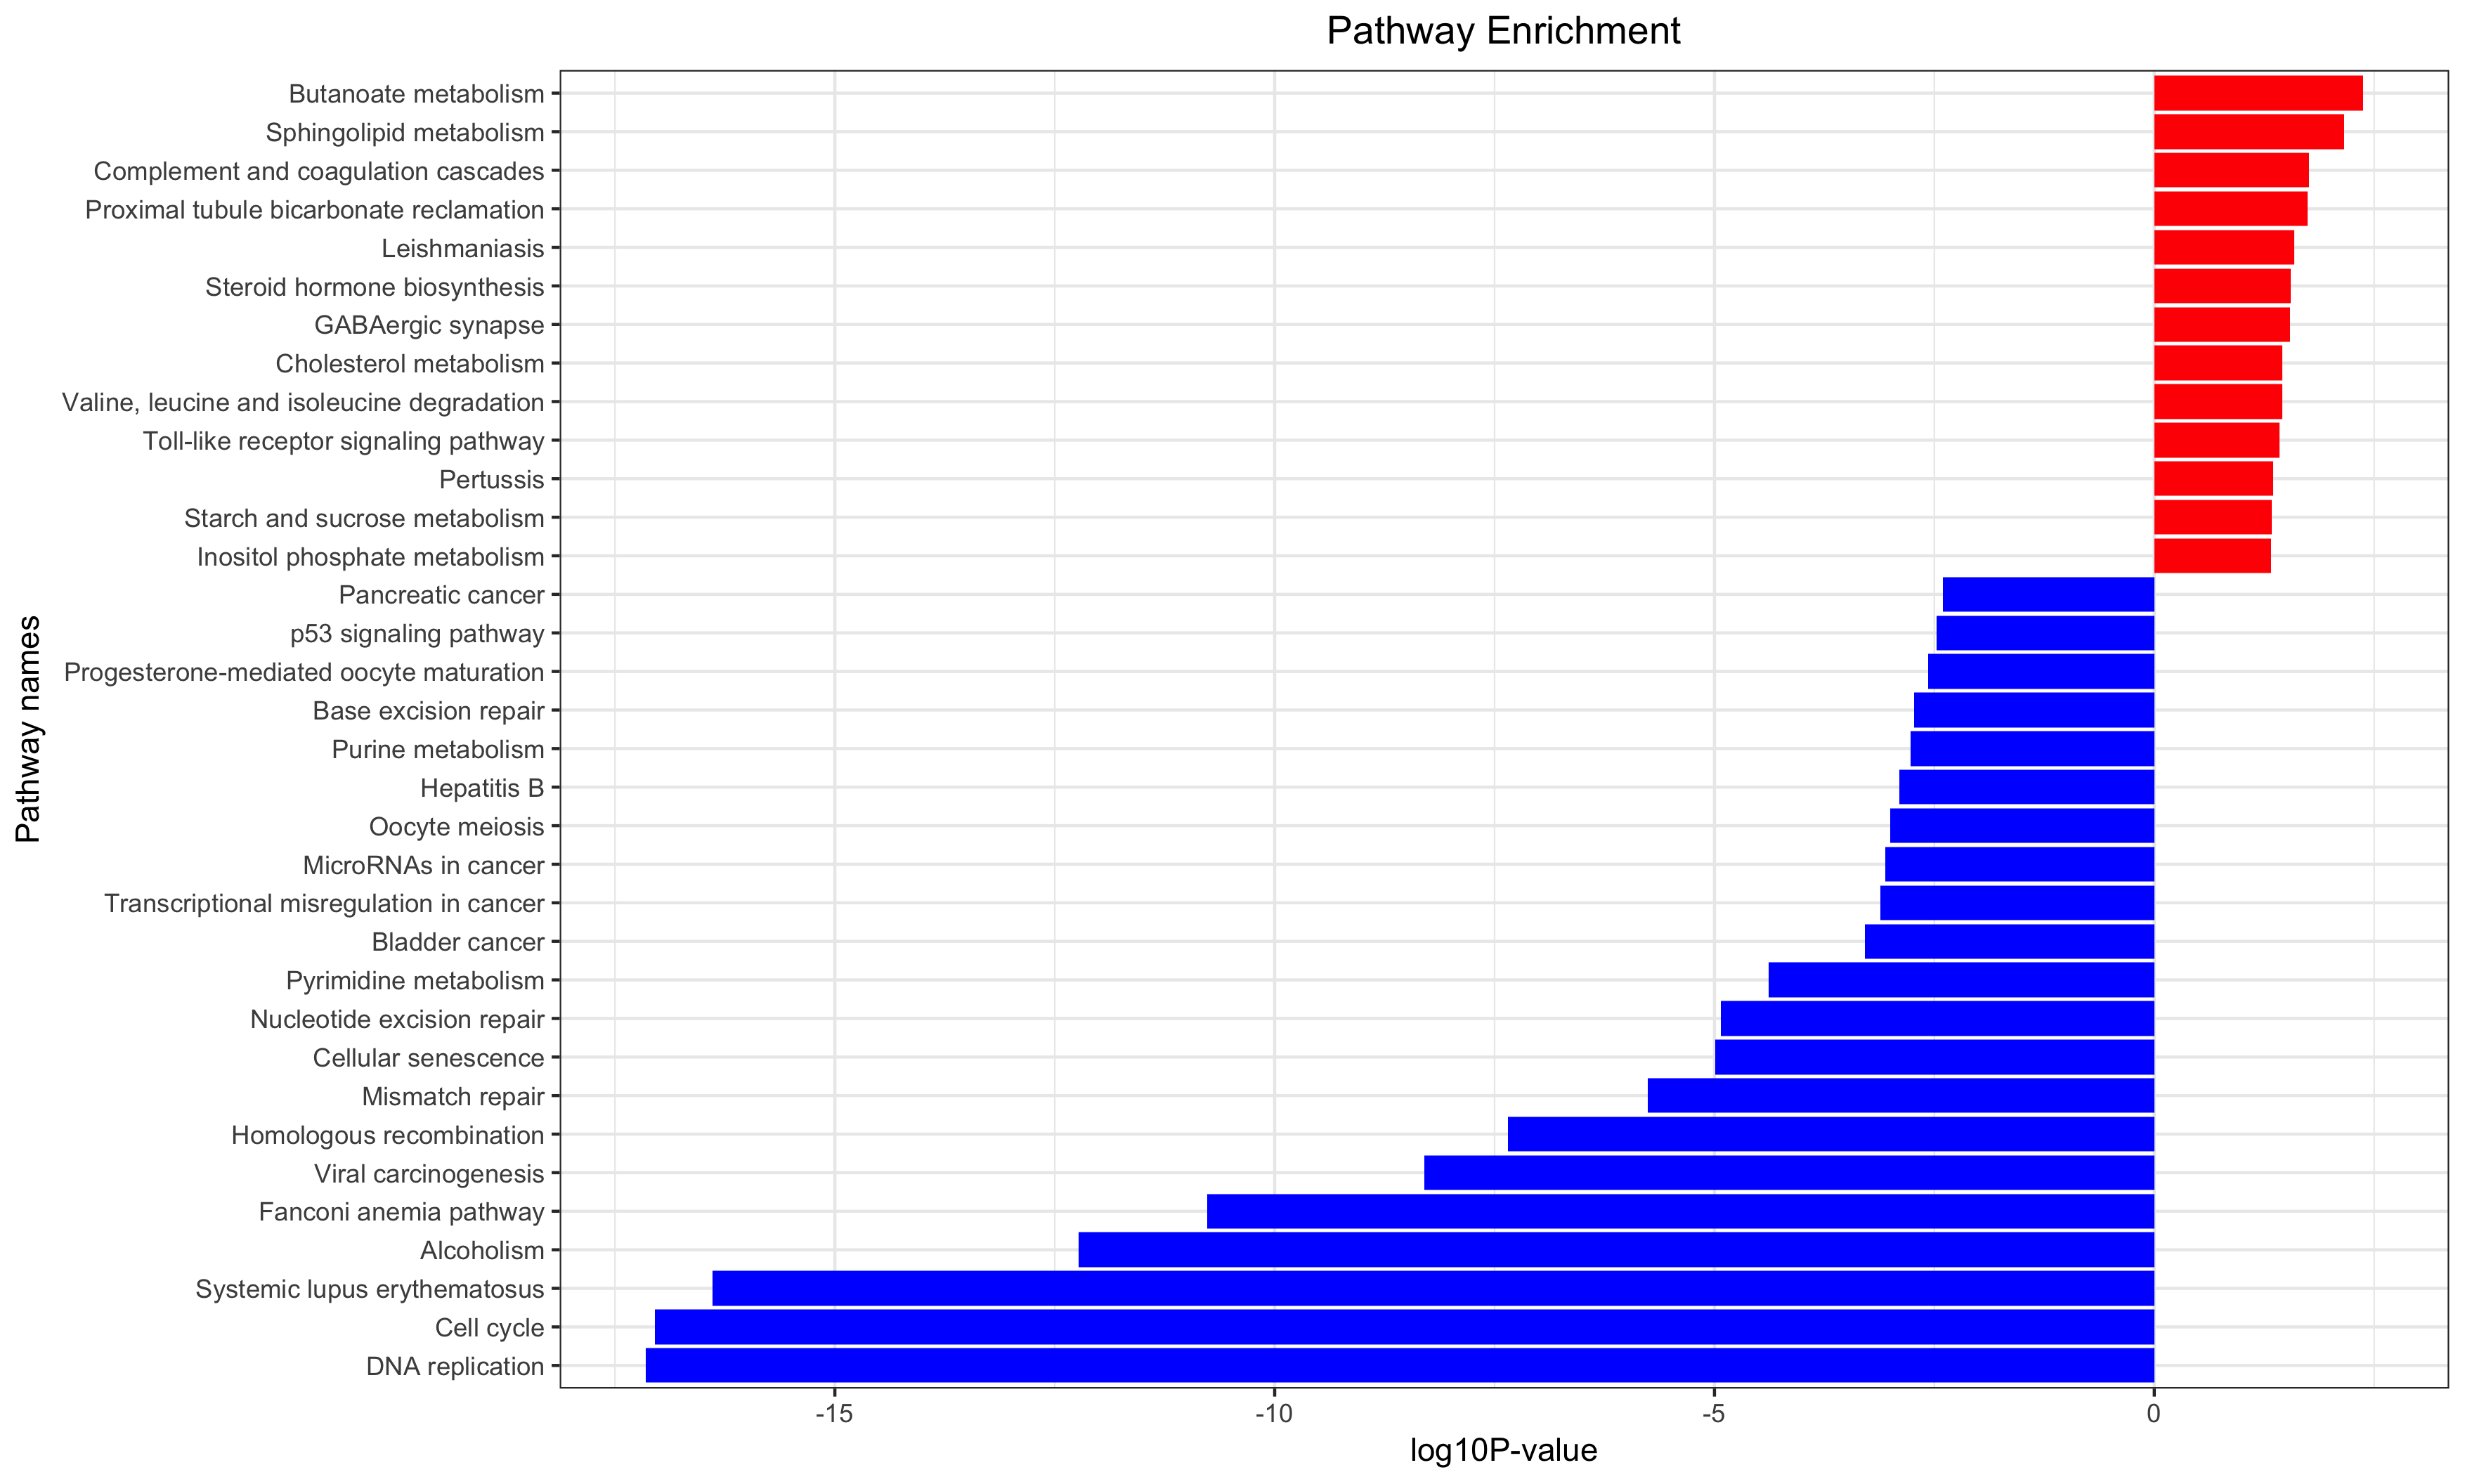 Pathway Enrichment
Pathway names
Butanoate metabolism
Sphingolipid metabolism
Complement and coagulation cascades
Proximal tubule bicarbonate reclamation
Leishmaniasis
Steroid hormone biosynthesis
GABAergic synapse
Cholesterol metabolism
Valine, leucine and isoleucine degradation
Toll-like receptor signaling pathway
Pertussis
Starch and sucrose metabolism
Inositol phosphate metabolism
Pancreatic cancer
p53 signaling pathway
Progesterone-mediated oocyte maturation
Base excision repair
Purine metabolism
Hepatitis B
Oocyte meiosis
MicroRNAs in cancer
Transcriptional misregulation in cancer
Bladder cancer
Pyrimidine metabolism
Nucleotide excision repair
Cellular senescence
Mismatch repair
Homologous recombination
Viral carcinogenesis
Fanconi anemia pathway
Alcoholism
Systemic lupus erythematosus
Cell cycle
DNA replication
-15 -10 -5 0
log10P-value